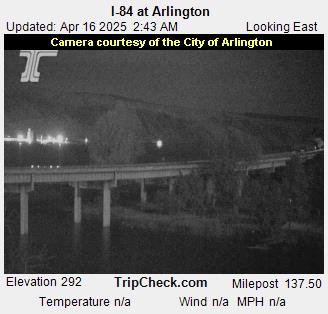 I-84 at Arlington
Updated: Apr 16 2025 2:43 AM Looking East
Camera courtesy of the City of Arlington
Elevation 292 TripCheck.com Milepost 137.50
Temperature n/a Wind n/a MPH n/a